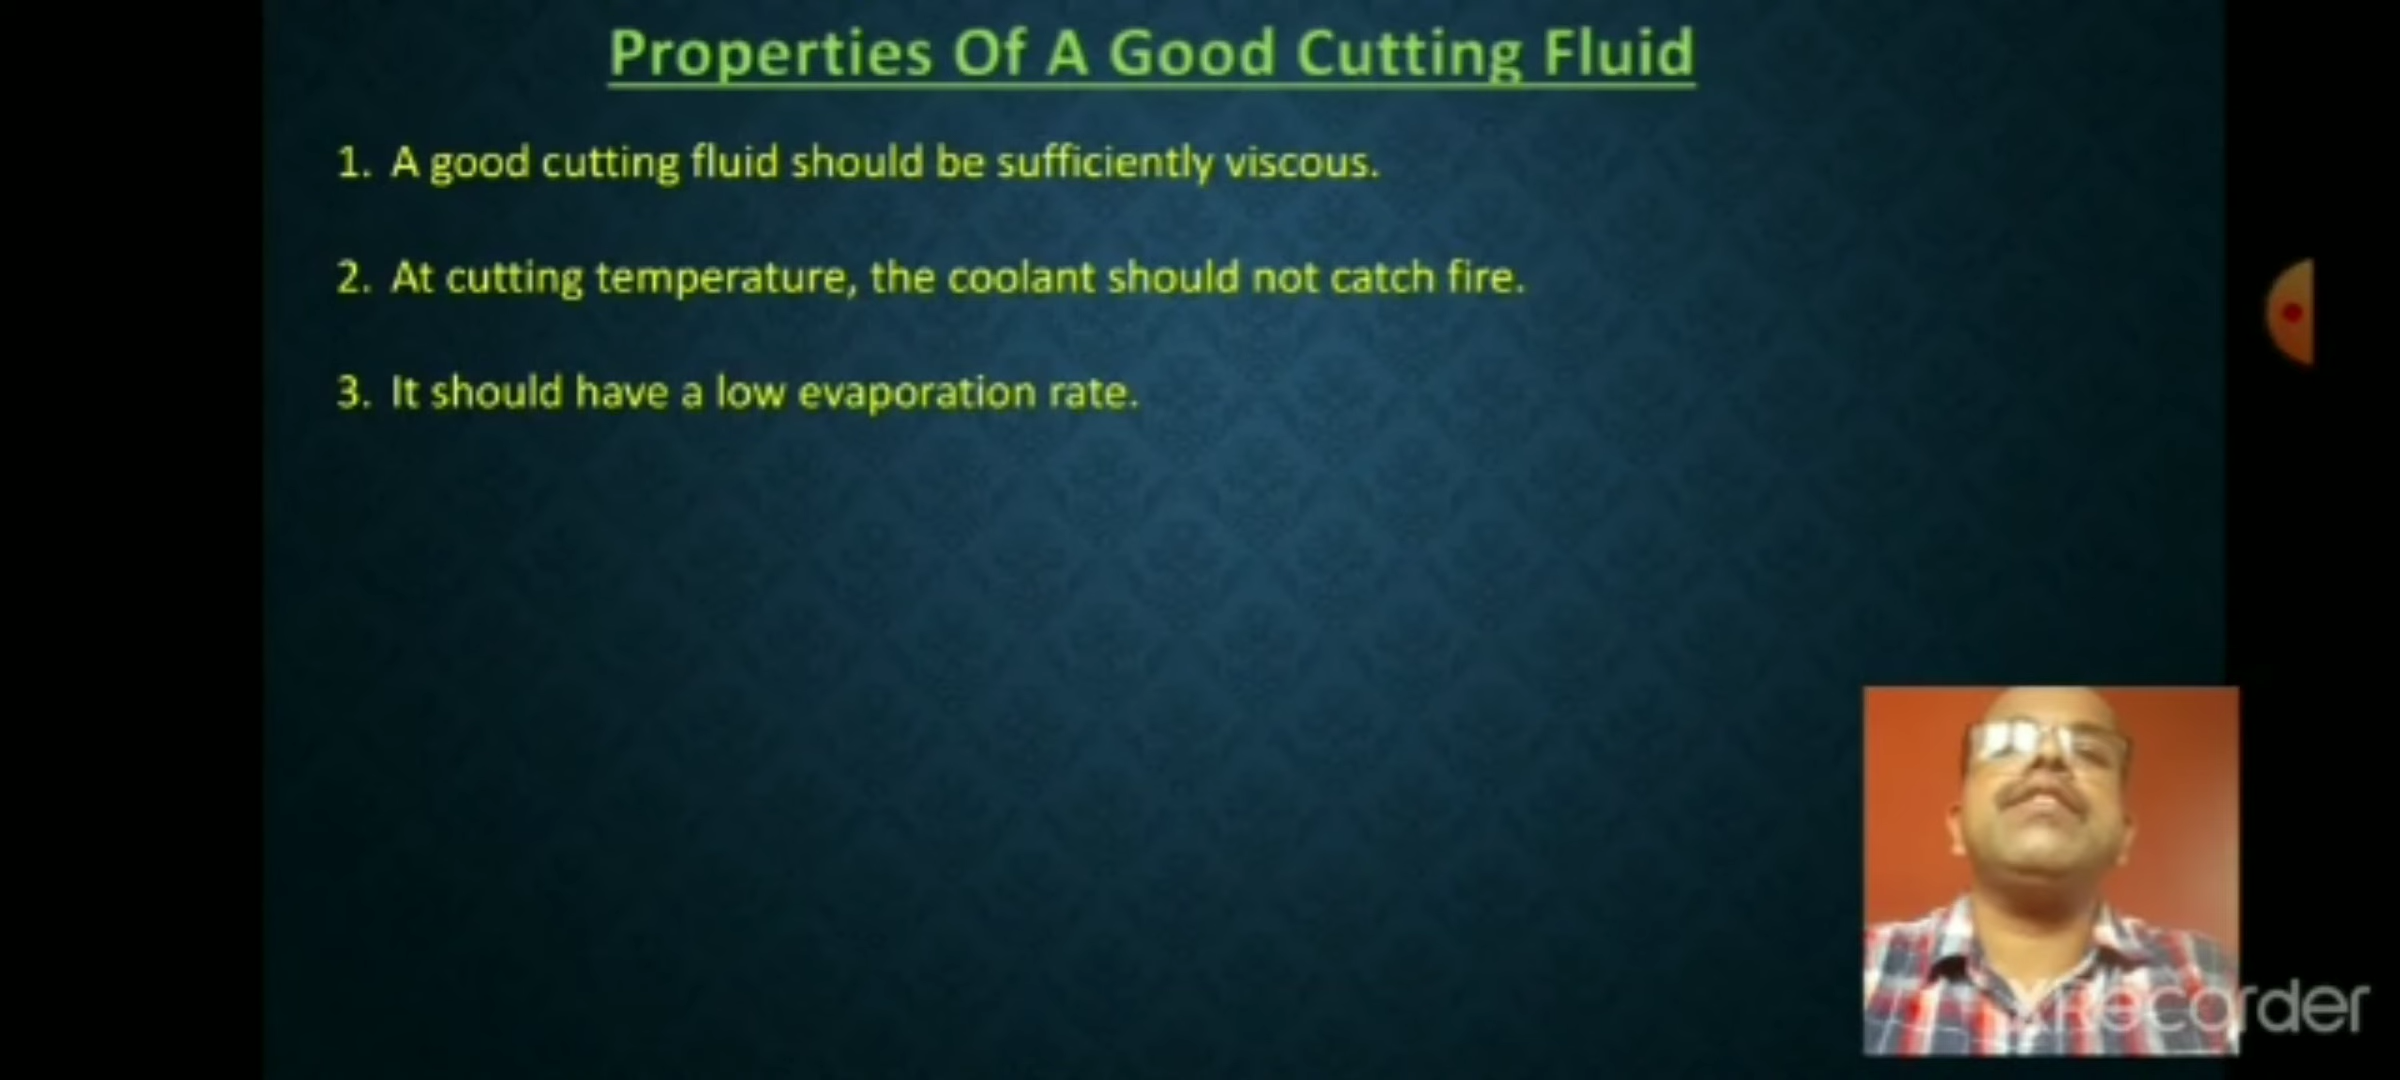 Properties Of A Good Cutting Fluid
1. A good cutting fluid should be sufficiently viscous.
2. At cutting temperature, the coolant should not catch fire.
3. It should have a low evaporation rate.
Recorder